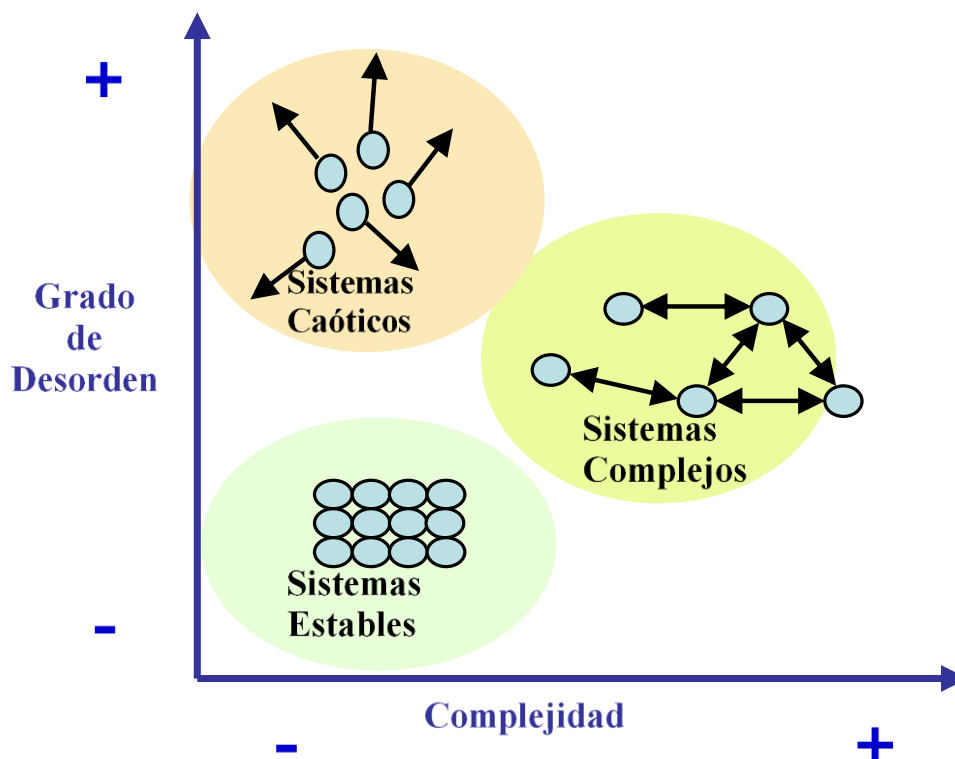 +
Sistemas
Caóticos
Grado
de
Desorden
Sistemas
Complejos
Sistemas
Estables
-
Complejidad
-
+